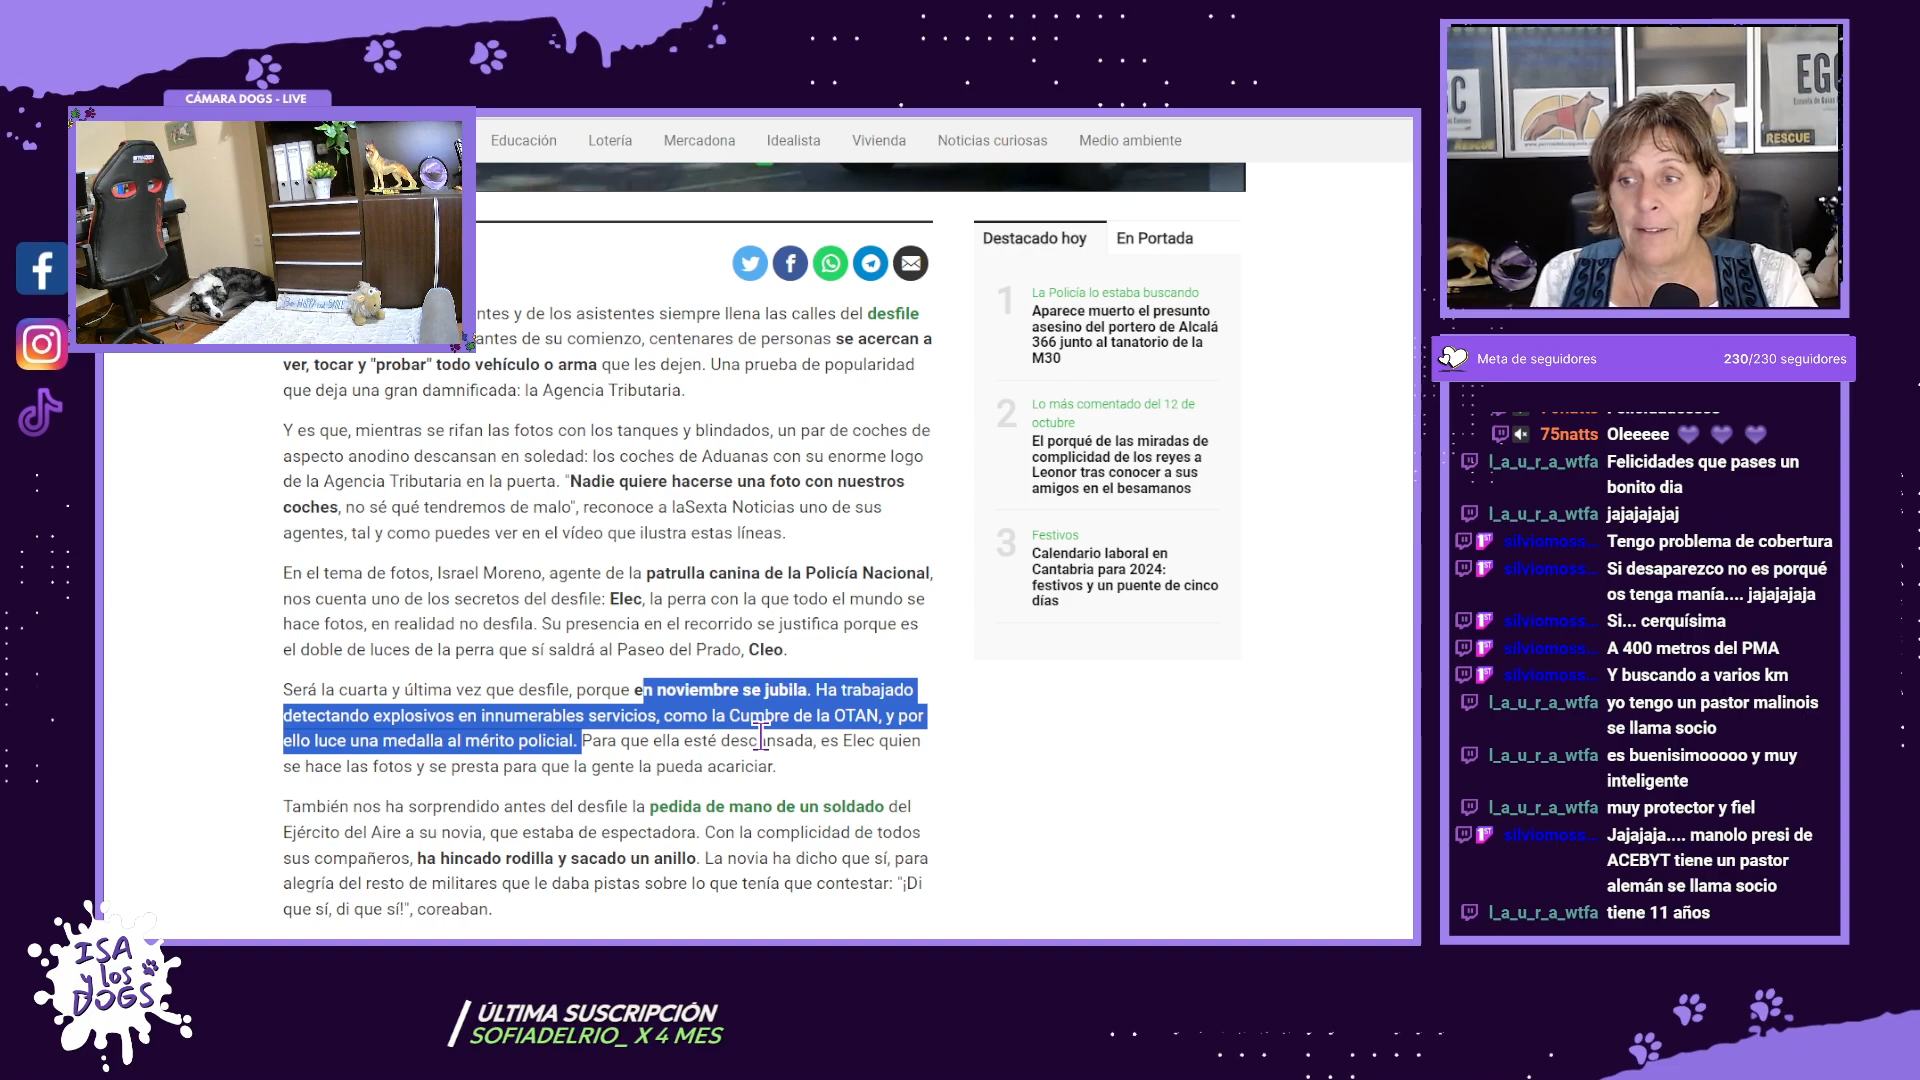 CÁMARA DOGS - LIVE
Educación
Lotería
Mercadona
Idealista
Vivienda
Noticias curiosas
Medio ambiente
ntes y de los asistentes siempre llena las calles del desfile
antes de su comienzo, centenares de personas se acercan a
ver, tocar y "probar" todo vehículo o arma que les dejen. Una prueba de popularidad
que deja una gran damnificada: la Agencia Tributaria.
Y es que, mientras se rifan las fotos con los tanques y blindados, un par de coches de
aspecto anodino descansan en soledad: los coches de Aduanas con su enorme logo
de la Agencia Tributaria en la puerta. "Nadie quiere hacerse una foto con nuestros
coches, no sé qué tendremos de malo", reconoce a laSexta Noticias uno de sus
agentes, tal y como puedes ver en el vídeo que ilustra estas líneas.
En el tema de fotos, Israel Moreno, agente de la patrulla canina de la Policía Nacional,
nos cuenta uno de los secretos del desfile: Elec, la perra con la que todo el mundo se
hace fotos, en realidad no desfila. Su presencia en el recorrido se justifica porque es
el doble de luces de la perra que sí saldrá al Paseo del Prado, Cleo.
Será la cuarta y última vez que desfile, porque en noviembre se jubila. Ha trabajado
detectando explosivos en innumerables servicios, como la Cumbre de la OTAN, y por
ello luce una medalla al mérito policial. Para que ella esté descansada, es Elec quien
se hace las fotos y se presta para que la gente la pueda acariciar.
También nos ha sorprendido antes del desfile la pedida de mano de un soldado del
Ejército del Aire a su novia, que estaba de espectadora. Con la complicidad de todos
sus compañeros, ha hincado rodilla y sacado un anillo. La novia ha dicho que sí, para
alegría del resto de militares que le daba pistas sobre lo que tenía que contestar: "¡Di
que sí, di que sí!", coreaban.
Destacado hoy
En Portada
1
La Policía lo estaba buscando
Aparece muerto el presunto
asesino del portero de Alcalá
366 junto al tanatorio de la
M30
2
Lo más comentado del 12 de
octubre
El porqué de las miradas de
complicidad de los reyes a
Leonor tras conocer a sus
amigos en el besamanos
3
Festivos
Calendario laboral en
Cantabria para 2024:
festivos y un puente de cinco
días
EGC
RESCUE
Meta de seguidores
230/230 seguidores
75natts Oleeeee
l_a_u_r_a_wtfa Felicidades que pases un
bonito dia
l_a_u_r_a_wtfa jajajajajaj
silviomoss... Tengo problema de cobertura
silviomoss... Si desaparezco no es porqué
os tenga manía.... jajajajaja
silviomoss... Si... cerquísima
silviomoss... A 400 metros del PMA
silviomoss... Y buscando a varios km
l_a_u_r_a_wtfa yo tengo un pastor malinois
se llama socio
l_a_u_r_a_wtfa es buenisimooooo y muy
inteligente
l_a_u_r_a_wtfa muy protector y fiel
silviomoss... Jajajaja.... manolo presi de
ACEBYT tiene un pastor
alemán se llama socio
l_a_u_r_a_wtfa tiene 11 años
ISA
y los
DOGS
ÚLTIMA SUSCRIPCIÓN
SOFIADELRIO_ X 4 MES